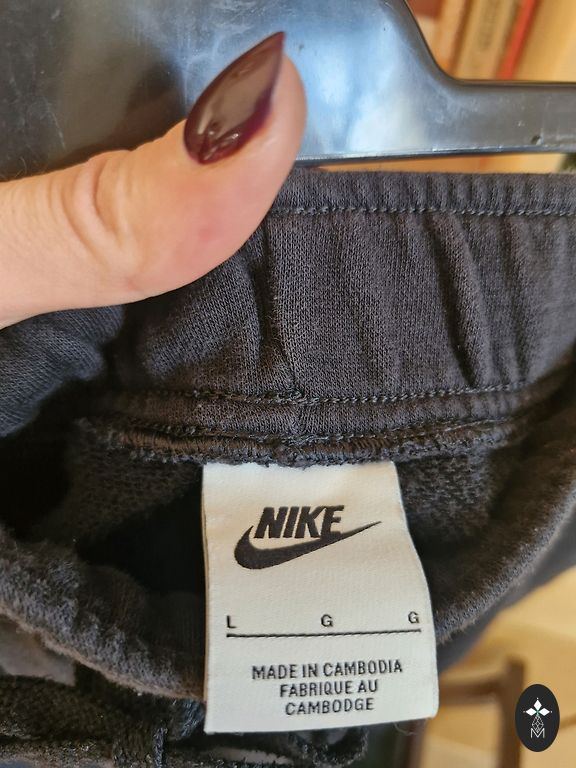 NIKE
L G G
MADE IN CAMBODIA
FABRIQUE AU
CAMBODGE